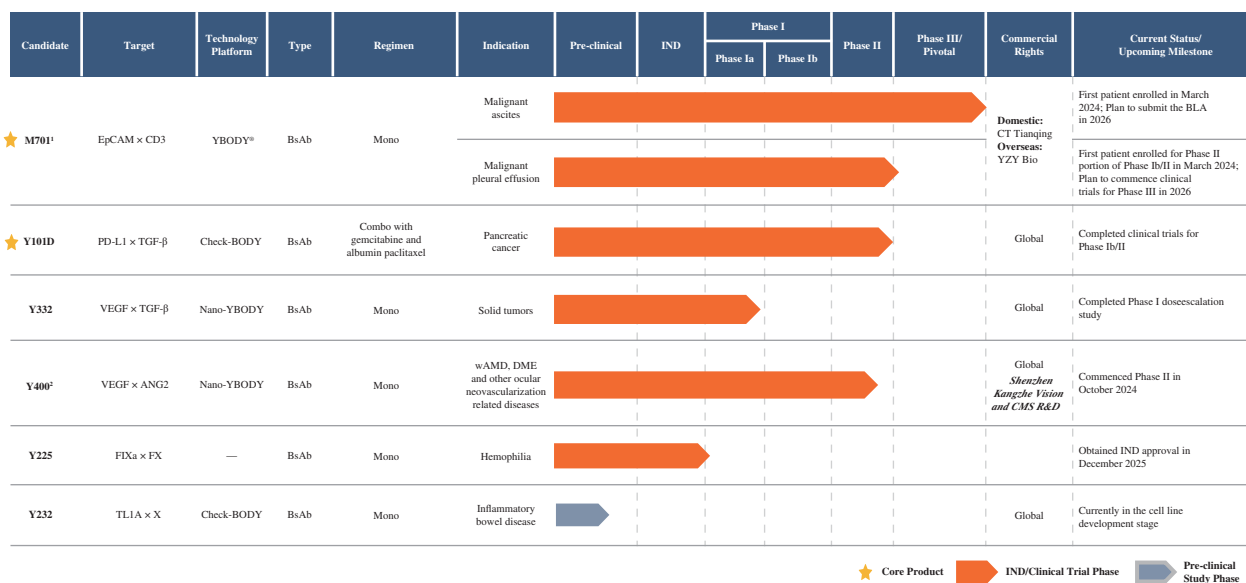 Candidate
Target
Technology
Platform
Type
Regimen
Indication
Pre-clinical
IND
Phase I
Phase Ia
Phase Ib
Phase II
Phase III/
Pivotal
Commercial
Rights
Current Status/
Upcoming Milestone
M701¹
EpCAM × CD3
YBODY®
BsAb
Mono
Malignant
ascites
Domestic:
CT Tianqing
Overseas:
YZY Bio
First patient enrolled in March
2024; Plan to submit the BLA
in 2026
Malignant
pleural effusion
First patient enrolled for Phase II
portion of Phase Ib/II in March 2024;
Plan to commence clinical
trials for Phase III in 2026
Y101D
PD-L1 × TGF-β
Check-BODY
BsAb
Combo with
gemcitabine and
albumin paclitaxel
Pancreatic
cancer
Global
Completed clinical trials for
Phase Ib/II
Y332
VEGF × TGF-β
Nano-YBODY
BsAb
Mono
Solid tumors
Global
Completed Phase I doseescalation
study
Y400²
VEGF × ANG2
Nano-YBODY
BsAb
Mono
wAMD, DME
and other ocular
neovascularization
related diseases
Global
Shenzhen
Kangzhe Vision
and CMS R&D
Commenced Phase II in
October 2024
Y225
FIXa × FX
—
BsAb
Mono
Hemophilia
Obtained IND approval in
December 2025
Y232
TL1A × X
Check-BODY
BsAb
Mono
Inflammatory
bowel disease
Global
Currently in the cell line
development stage
Core Product
IND/Clinical Trial Phase
Pre-clinical
Study Phase